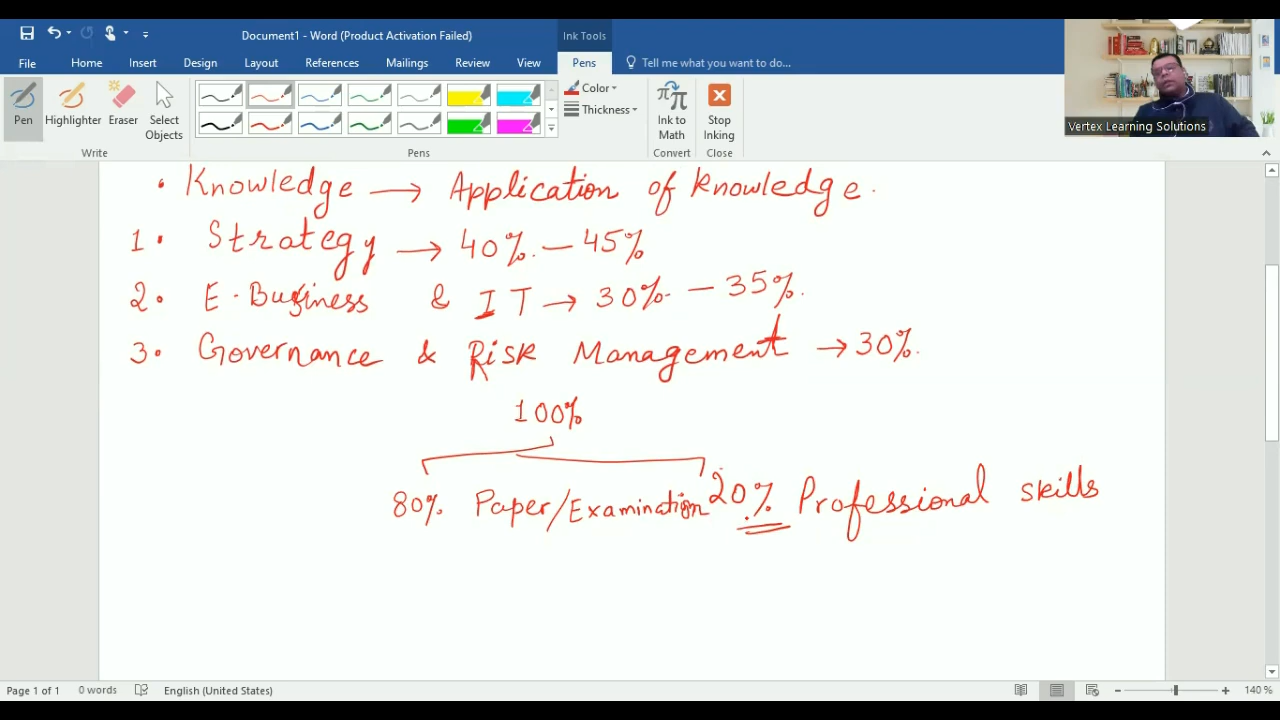 Document1 - Word (Product Activation Failed)
Ink Tools
File Home Insert Design Layout References Mailings Review View Pens Tell me what you want to do...
Pen Highlighter Eraser Select Objects
Color
Thickness
Ink to Math
Stop Inking
Write Pens Convert Close
Vertex Learning Solutions
• Knowledge → Application of knowledge.
1. Strategy → 40% – 45%
2. E-Business & IT → 30% – 35%.
3. Governance & Risk Management → 30%.
100%
80% Paper/Examination 20% Professional skills
Page 1 of 1 0 words English (United States) 140 %